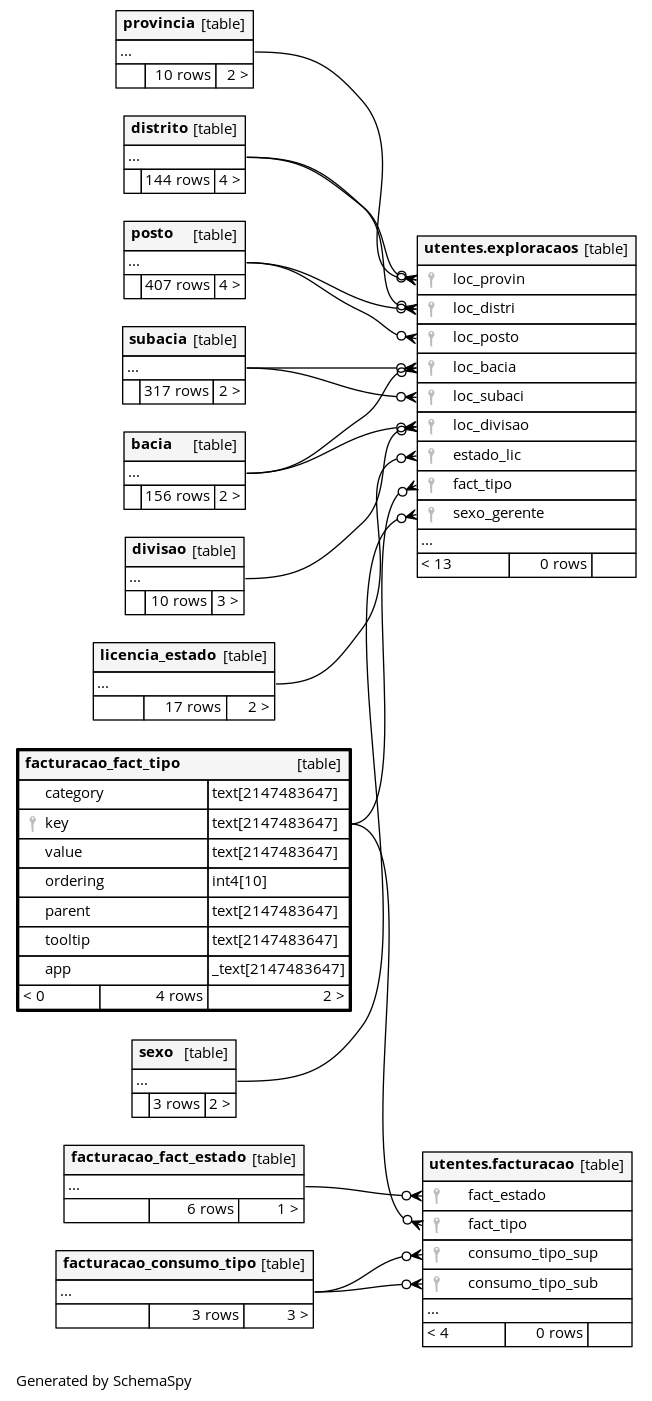 provincia [table]
...
10 rows 2 >
distrito [table]
...
144 rows 4 >
posto [table]
...
407 rows 4 >
subacia [table]
...
317 rows 2 >
bacia [table]
...
156 rows 2 >
divisao [table]
...
10 rows 3 >
licencia_estado [table]
...
17 rows 2 >
facturacao_fact_tipo [table]
category text[2147483647]
key text[2147483647]
value text[2147483647]
ordering int4[10]
parent text[2147483647]
tooltip text[2147483647]
app _text[2147483647]
< 0 4 rows 2 >
sexo [table]
...
3 rows 2 >
facturacao_fact_estado [table]
...
6 rows 1 >
facturacao_consumo_tipo [table]
...
3 rows 3 >
utentes.exploracaos [table]
loc_provin
loc_distri
loc_posto
loc_bacia
loc_subaci
loc_divisao
estado_lic
fact_tipo
sexo_gerente
...
< 13 0 rows
utentes.facturacao [table]
fact_estado
fact_tipo
consumo_tipo_sup
consumo_tipo_sub
...
< 4 0 rows
Generated by SchemaSpy